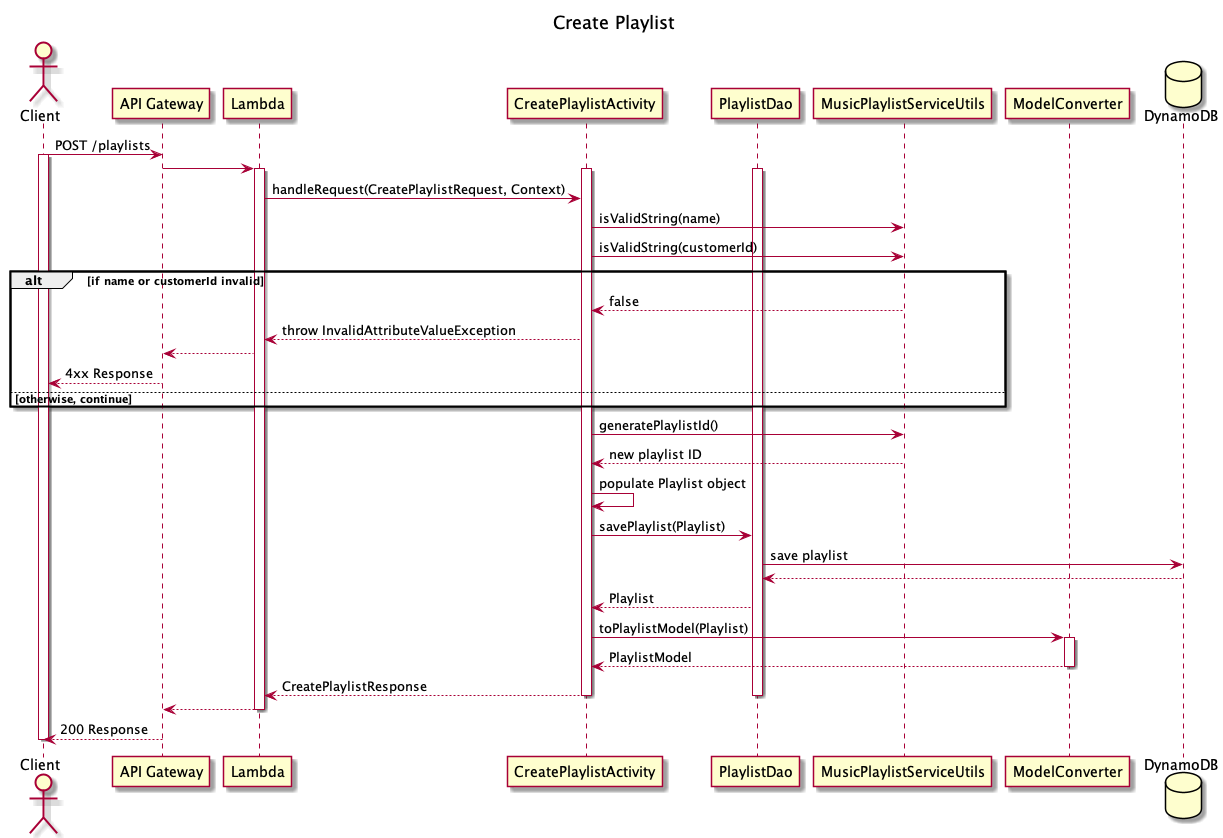 Create Playlist
Client
API Gateway
Lambda
CreatePlaylistActivity
PlaylistDao
MusicPlaylistServiceUtils
ModelConverter
DynamoDB
POST /playlists
handleRequest(CreatePlaylistRequest, Context)
isValidString(name)
isValidString(customerId)
alt
[if name or customerId invalid]
false
throw InvalidAttributeValueException
4xx Response
[otherwise, continue]
generatePlaylistId()
new playlist ID
populate Playlist object
savePlaylist(Playlist)
save playlist
Playlist
toPlaylistModel(Playlist)
PlaylistModel
CreatePlaylistResponse
200 Response
Client
API Gateway
Lambda
CreatePlaylistActivity
PlaylistDao
MusicPlaylistServiceUtils
ModelConverter
DynamoDB